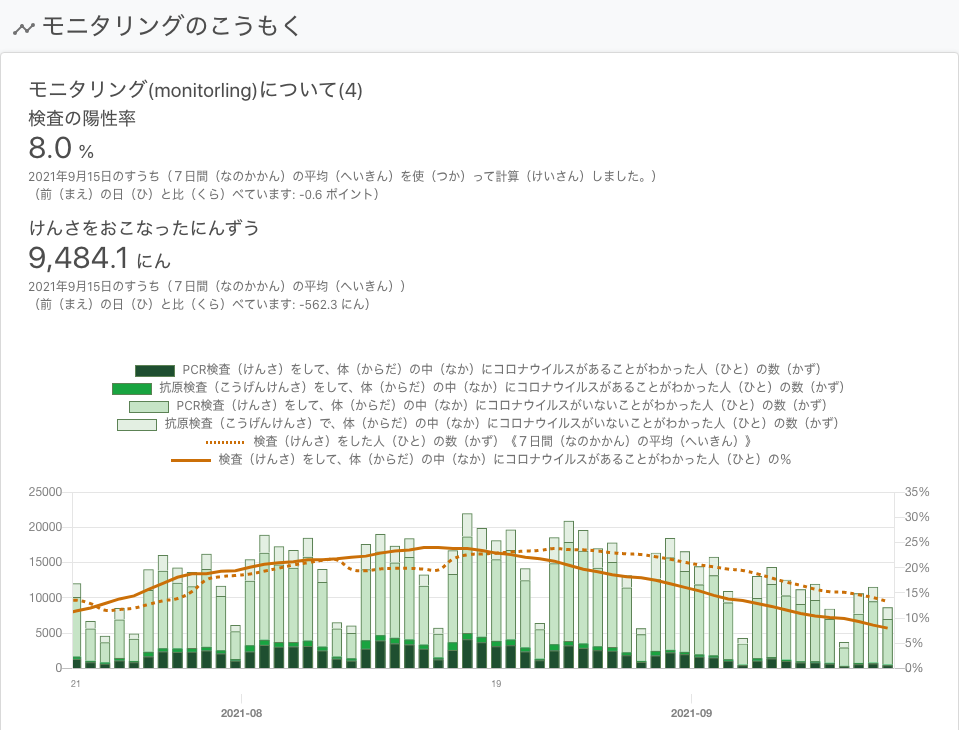 モニタリングのこうもく
モニタリング(monitorling)について(4)
検査の陽性率
8.0 %
2021年9月15日のすうち（７日間（なのかかん）の平均（へいきん）を使（つか）って計算（けいさん）しました。）
（前（まえ）の日（ひ）と比（くら）べています: -0.6 ポイント）
けんさをおこなったにんずう
9,484.1 にん
2021年9月15日のすうち（７日間（なのかかん）の平均（へいきん））
（前（まえ）の日（ひ）と比（くら）べています: -562.3 にん）
PCR検査（けんさ）をして、体（からだ）の中（なか）にコロナウイルスがあることがわかった人（ひと）の数（かず）
抗原検査（こうげんけんさ）をして、体（からだ）の中（なか）にコロナウイルスがあることがわかった人（ひと）の数（かず）
PCR検査（けんさ）をして、体（からだ）の中（なか）にコロナウイルスがいないことがわかった人（ひと）の数（かず）
抗原検査（こうげんけんさ）で、体（からだ）の中（なか）にコロナウイルスがいないことがわかった人（ひと）の数（かず）
検査（けんさ）をした人（ひと）の数（かず）《７日間（なのかかん）の平均（へいきん）》
検査（けんさ）をして、体（からだ）の中（なか）にコロナウイルスがあることがわかった人（ひと）の%
25000 35%
30%
20000
25%
15000
20%
10000 15%
10%
5000
5%
0 0%
21 19
2021-08 2021-09